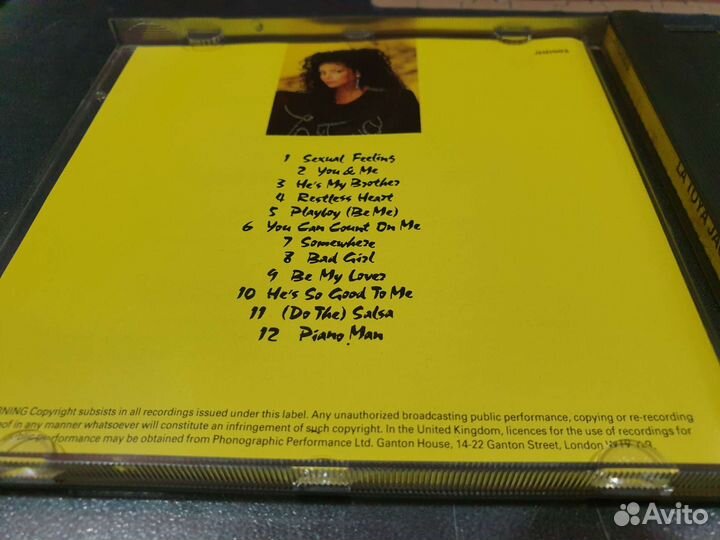 1 Sexual Feeling
2 You & Me
3 He's My Brother
4 Restless Heart
5 Playboy (Be Me)
6 You Can Count On Me
7 Somewhere
8 Bad Girl
9 Be My Lover
10 He's So Good To Me
11 (Do The) Salsa
12 Piano Man
RNING Copyright subsists in all recordings issued under this label. Any unauthorized broadcasting public performance, copying or re-recording
of in any manner whatsoever will constitute an infringement of such copyright. In the United Kingdom, licences for the use of recordings for
performance may be obtained from Phonographic Performance Ltd. Ganton House, 14-22 Ganton Street, London
LA TOYA JA
Avito